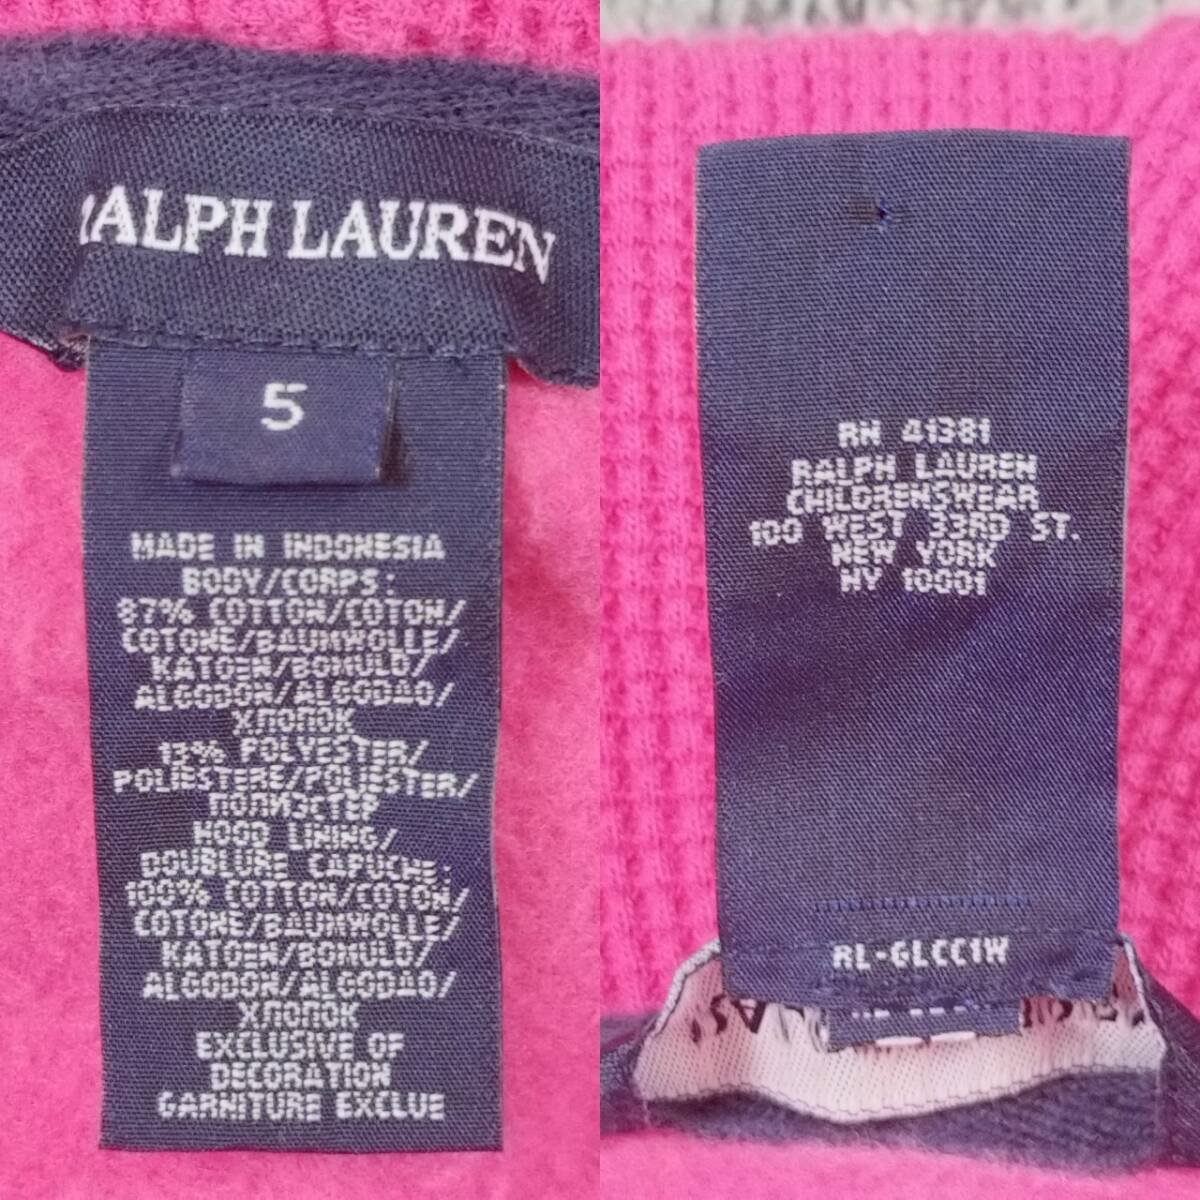 RALPH LAUREN
5
MADE IN INDONESIA
BODY/CORPS:
87% COTTON/COTON/
COTONE/BAUMWOLLE/
KATOEN/BOMULD/
ALGODON/ALGODAO/
ХЛОПОК
13% POLYESTER/
POLIESTERE/POLIESTER/
ПОЛИЭСТЕР
HOOD LINING/
DOUBLURE CAPUCHE:
100% COTTON/COTON/
COTONE/BAUMWOLLE/
KATOEN/BOMULD/
ALGODON/ALGODAO/
ХЛОПОК
EXCLUSIVE OF
DECORATION
GARNITURE EXCLUE
RN 41381
RALPH LAUREN
CHILDRENSWEAR
100 WEST 33RD ST.
NEW YORK
NY 10001
RL-GLCC1W